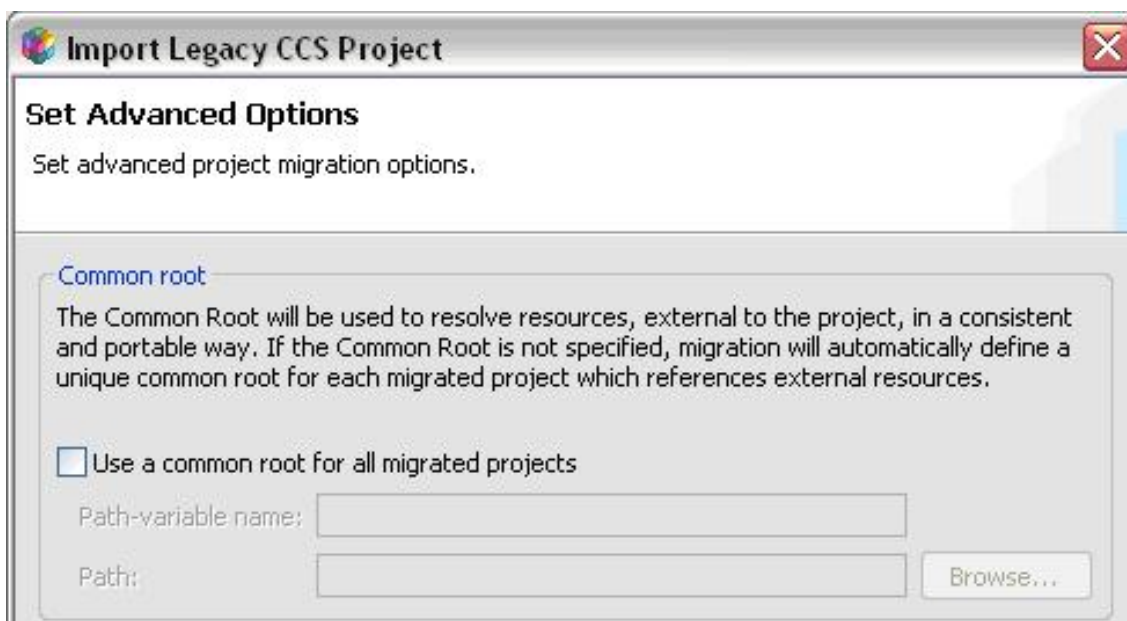 Import Legacy CCS Project
Set Advanced Options
Set advanced project migration options.
Common root
The Common Root will be used to resolve resources, external to the project, in a consistent
and portable way. If the Common Root is not specified, migration will automatically define a
unique common root for each migrated project which references external resources.
Use a common root for all migrated projects
Path-variable name:
Path:
Browse...